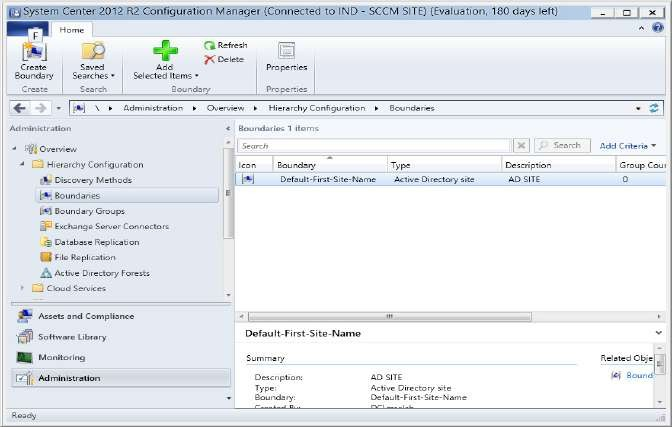 System Center 2012 R2 Configuration Manager (Connected to IND - SCCM SITE) (Evaluation, 180 days left)
F
Home
Create Boundary
Saved Searches
Add Selected Items
Refresh
Delete
Properties
Create
Search
Boundary
Properties
\ Administration Overview Hierarchy Configuration Boundaries
Administration
Overview
Hierarchy Configuration
Discovery Methods
Boundaries
Boundary Groups
Exchange Server Connectors
Database Replication
File Replication
Active Directory Forests
Cloud Services
Assets and Compliance
Software Library
Monitoring
Administration
Boundaries 1 items
Search
Search
Add Criteria
Icon Boundary Type Description Group Cour
Default-First-Site-Name Active Directory site AD SITE 0
Default-First-Site-Name
Summary
Description: AD SITE
Type: Active Directory site
Boundary: Default-First-Site-Name
Related Obje
Bound
Ready